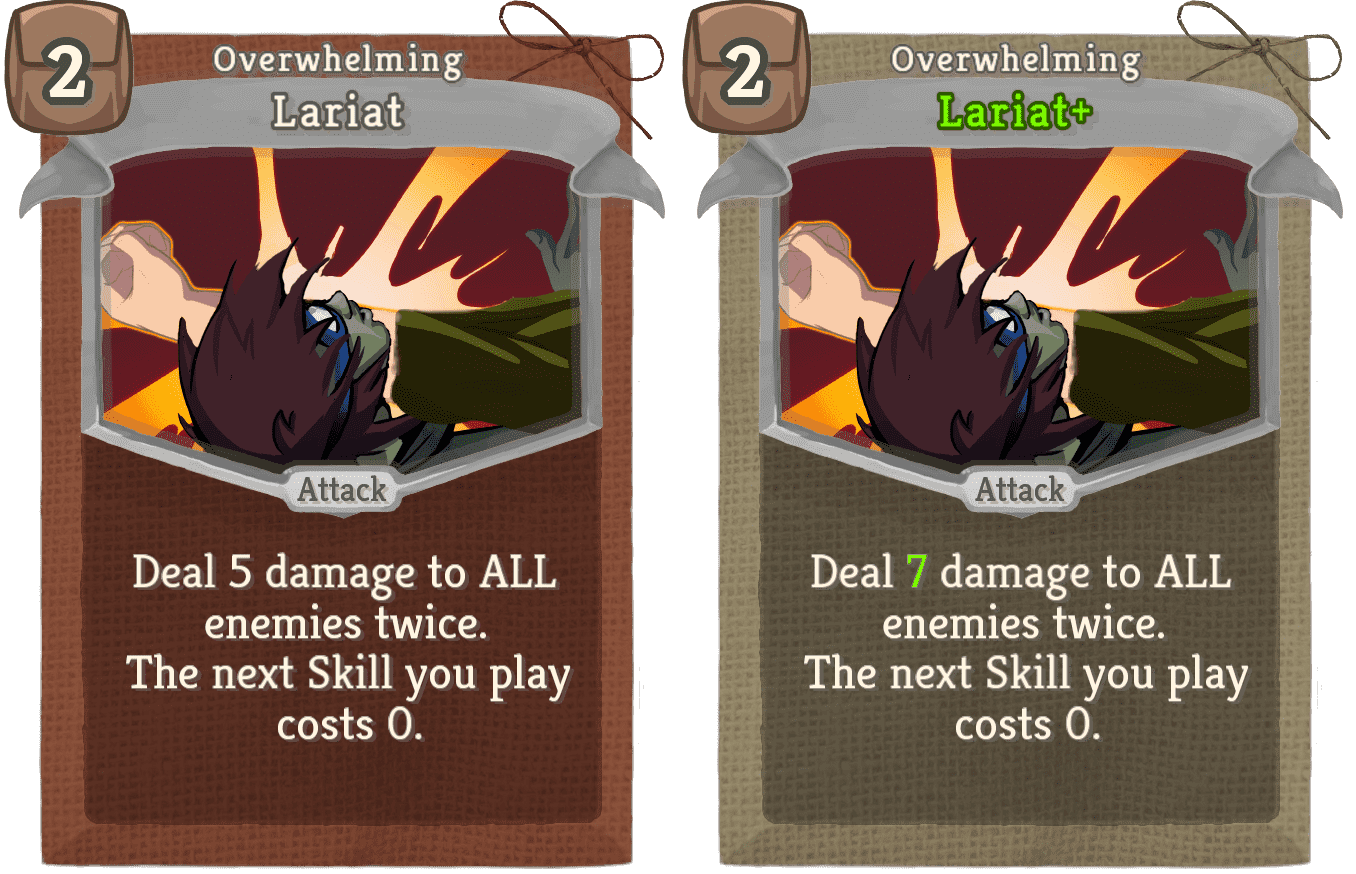 2
Overwhelming
Lariat
Attack
Deal 5 damage to ALL
enemies twice.
The next Skill you play
costs 0.
2
Overwhelming
Lariat+
Attack
Deal 7 damage to ALL
enemies twice.
The next Skill you play
costs 0.